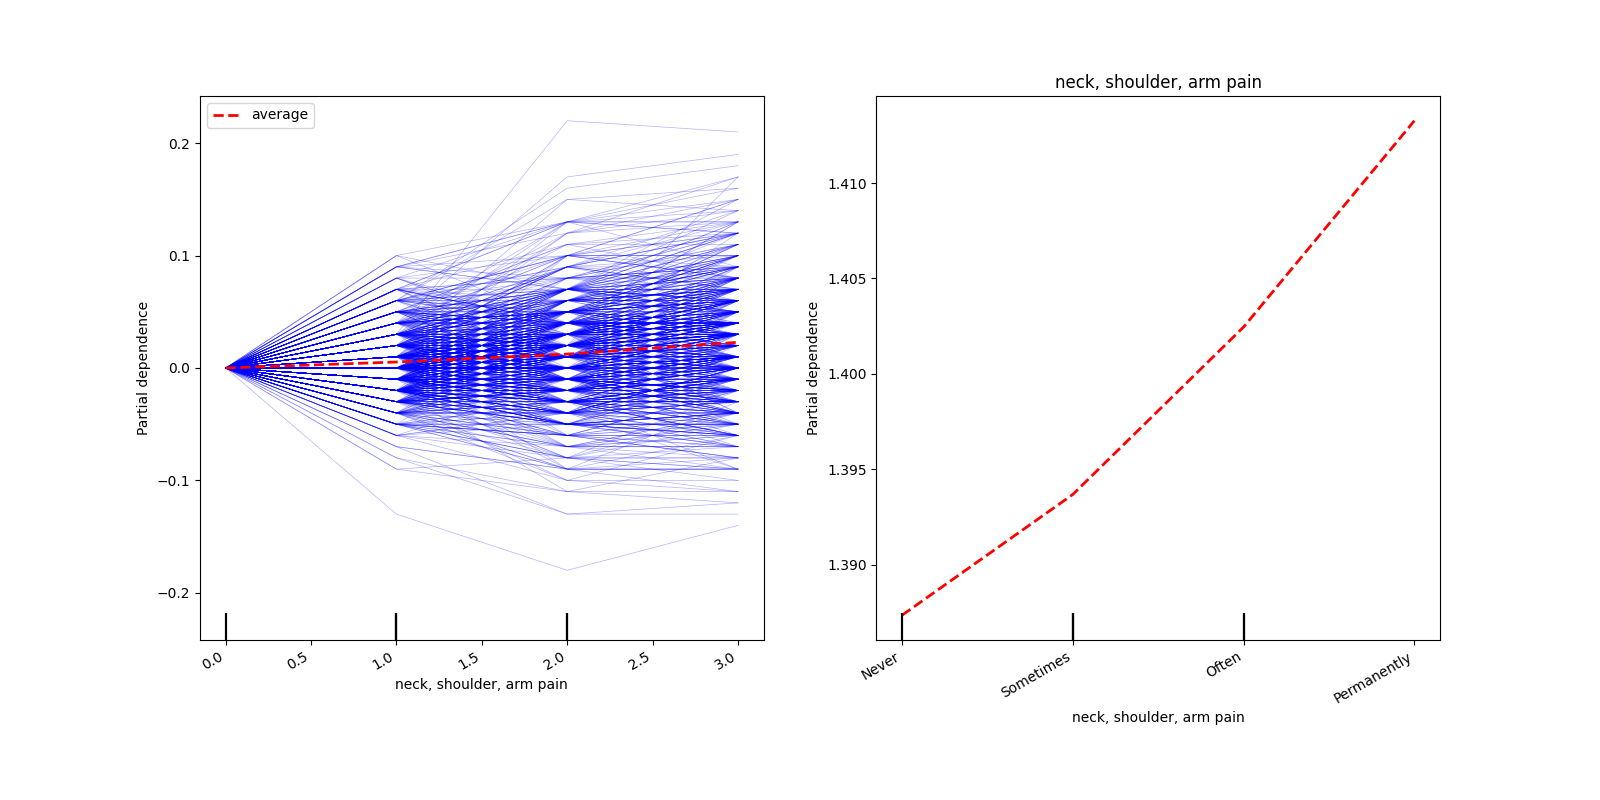 average
0.2
0.1
0.0
−0.1
−0.2
Partial dependence
0.0
0.5
1.0
1.5
2.0
2.5
3.0
neck, shoulder, arm pain
neck, shoulder, arm pain
1.410
1.405
1.400
1.395
1.390
Partial dependence
Never
Sometimes
Often
Permanently
neck, shoulder, arm pain